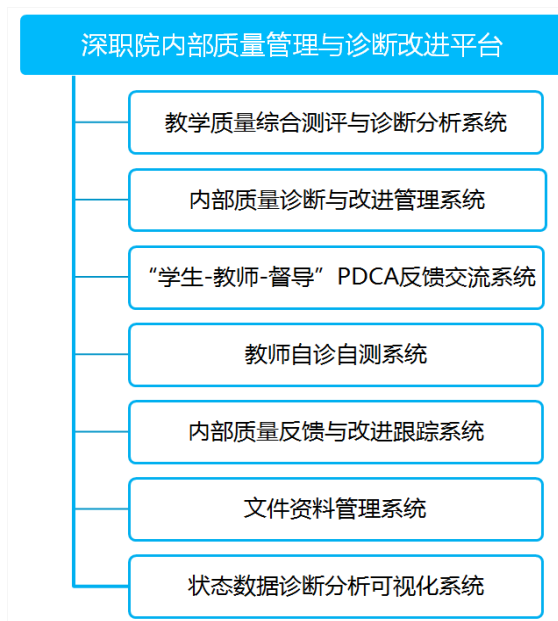 深职院内部质量管理与诊断改进平台
教学质量综合测评与诊断分析系统
内部质量诊断与改进管理系统
“学生-教师-督导”PDCA反馈交流系统
教师自诊自测系统
内部质量反馈与改进跟踪系统
文件资料管理系统
状态数据诊断分析可视化系统